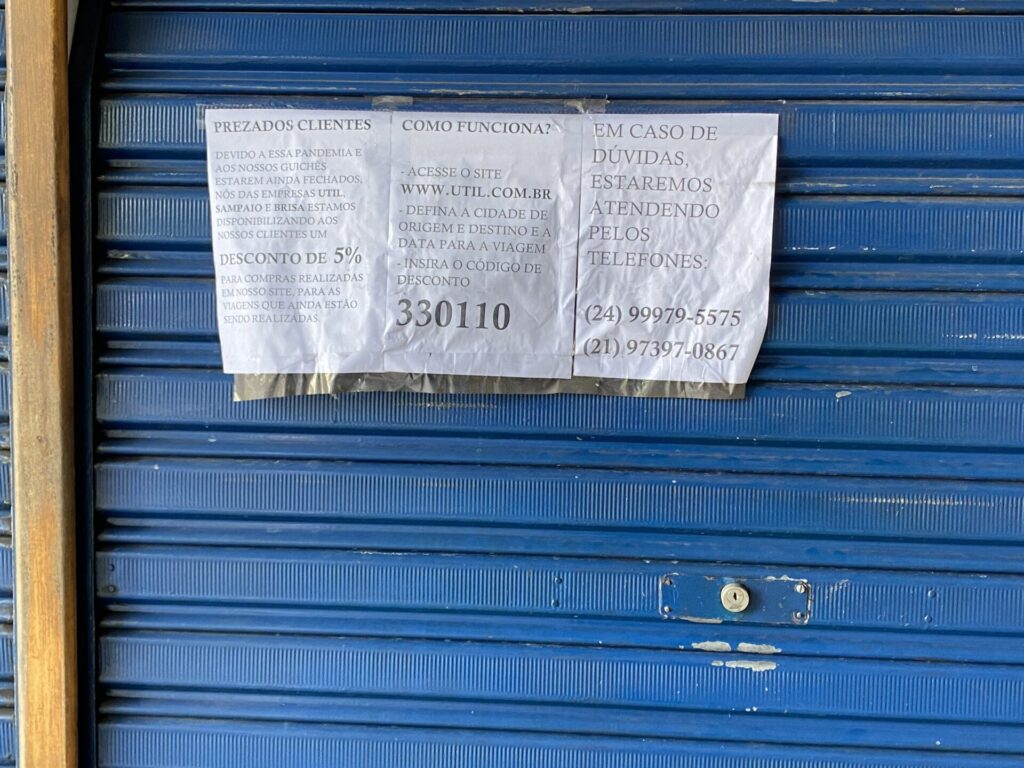 PREZADOS CLIENTES
DEVIDO A ESSA PANDEMIA E
AOS NOSSOS GUICHÊS
ESTAREM AINDA FECHADOS,
NÓS DAS EMPRESAS UTIL,
SAMPAIO E BRISA ESTAMOS
DISPONIBILIZANDO AOS
NOSSOS CLIENTES UM
DESCONTO DE 5%
PARA COMPRAS REALIZADAS
EM NOSSO SITE, PARA AS
VIAGENS QUE AINDA ESTÃO
SENDO REALIZADAS.
COMO FUNCIONA?
- ACESSE O SITE
WWW.UTIL.COM.BR
- DEFINA A CIDADE DE
ORIGEM E DESTINO E A
DATA PARA A VIAGEM
- INSIRA O CÓDIGO DE
DESCONTO
330110
EM CASO DE
DÚVIDAS,
ESTAREMOS
ATENDENDO
PELOS
TELEFONES:
(24) 99979-5575
(21) 97397-0867